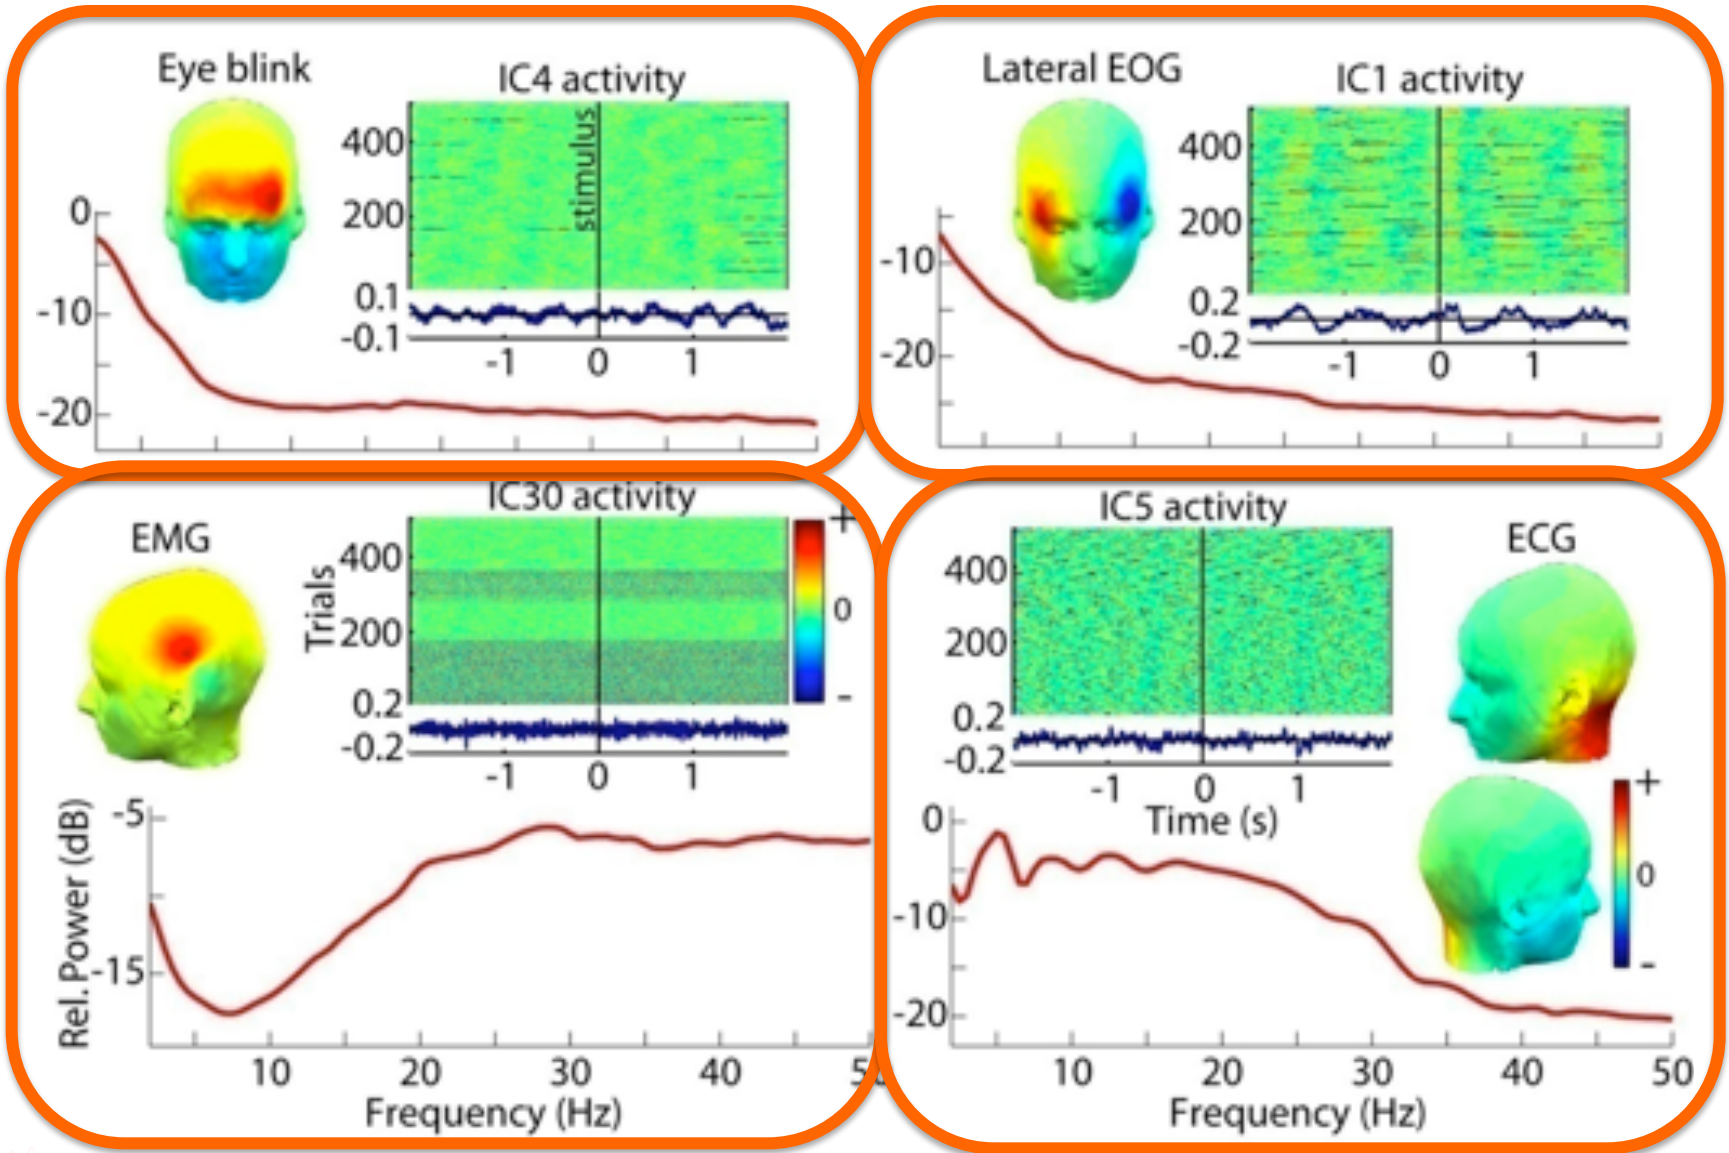 Eye blink
IC4 activity
stimulus
400
200
0.1
-0.1
-1 0 1
0
-10
-20
Lateral EOG
IC1 activity
400
200
0.2
-0.2
-1 0 1
-10
-20
EMG
IC30 activity
Trials
400
200
0.2
-0.2
-1 0 1
+
0
-
Rel. Power (dB)
-5
-15
10 20 30 40 50
Frequency (Hz)
IC5 activity
ECG
400
200
0.2
-0.2
-1 0 1
Time (s)
+
0
-
0
-10
-20
10 20 30 40 50
Frequency (Hz)